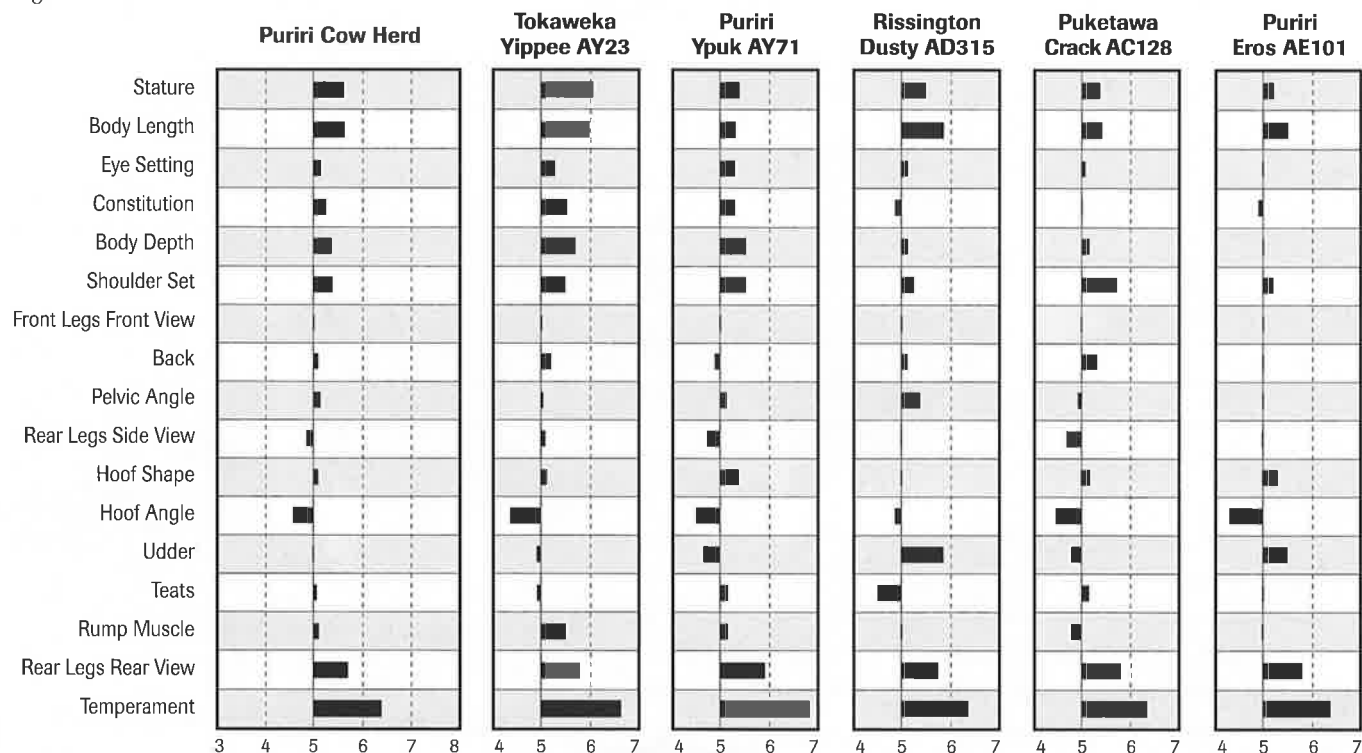 Puriri Cow Herd
Tokaweka
Yippee AY23
Puriri
Ypuk AY71
Rissington
Dusty AD315
Puketawa
Crack AC128
Puriri
Eros AE101
Stature
Body Length
Eye Setting
Constitution
Body Depth
Shoulder Set
Front Legs Front View
Back
Pelvic Angle
Rear Legs Side View
Hoof Shape
Hoof Angle
Udder
Teats
Rump Muscle
Rear Legs Rear View
Temperament
3 4 5 6 7 8 4 5 6 7 4 5 6 7 4 5 6 7 4 5 6 7 4 5 6 7